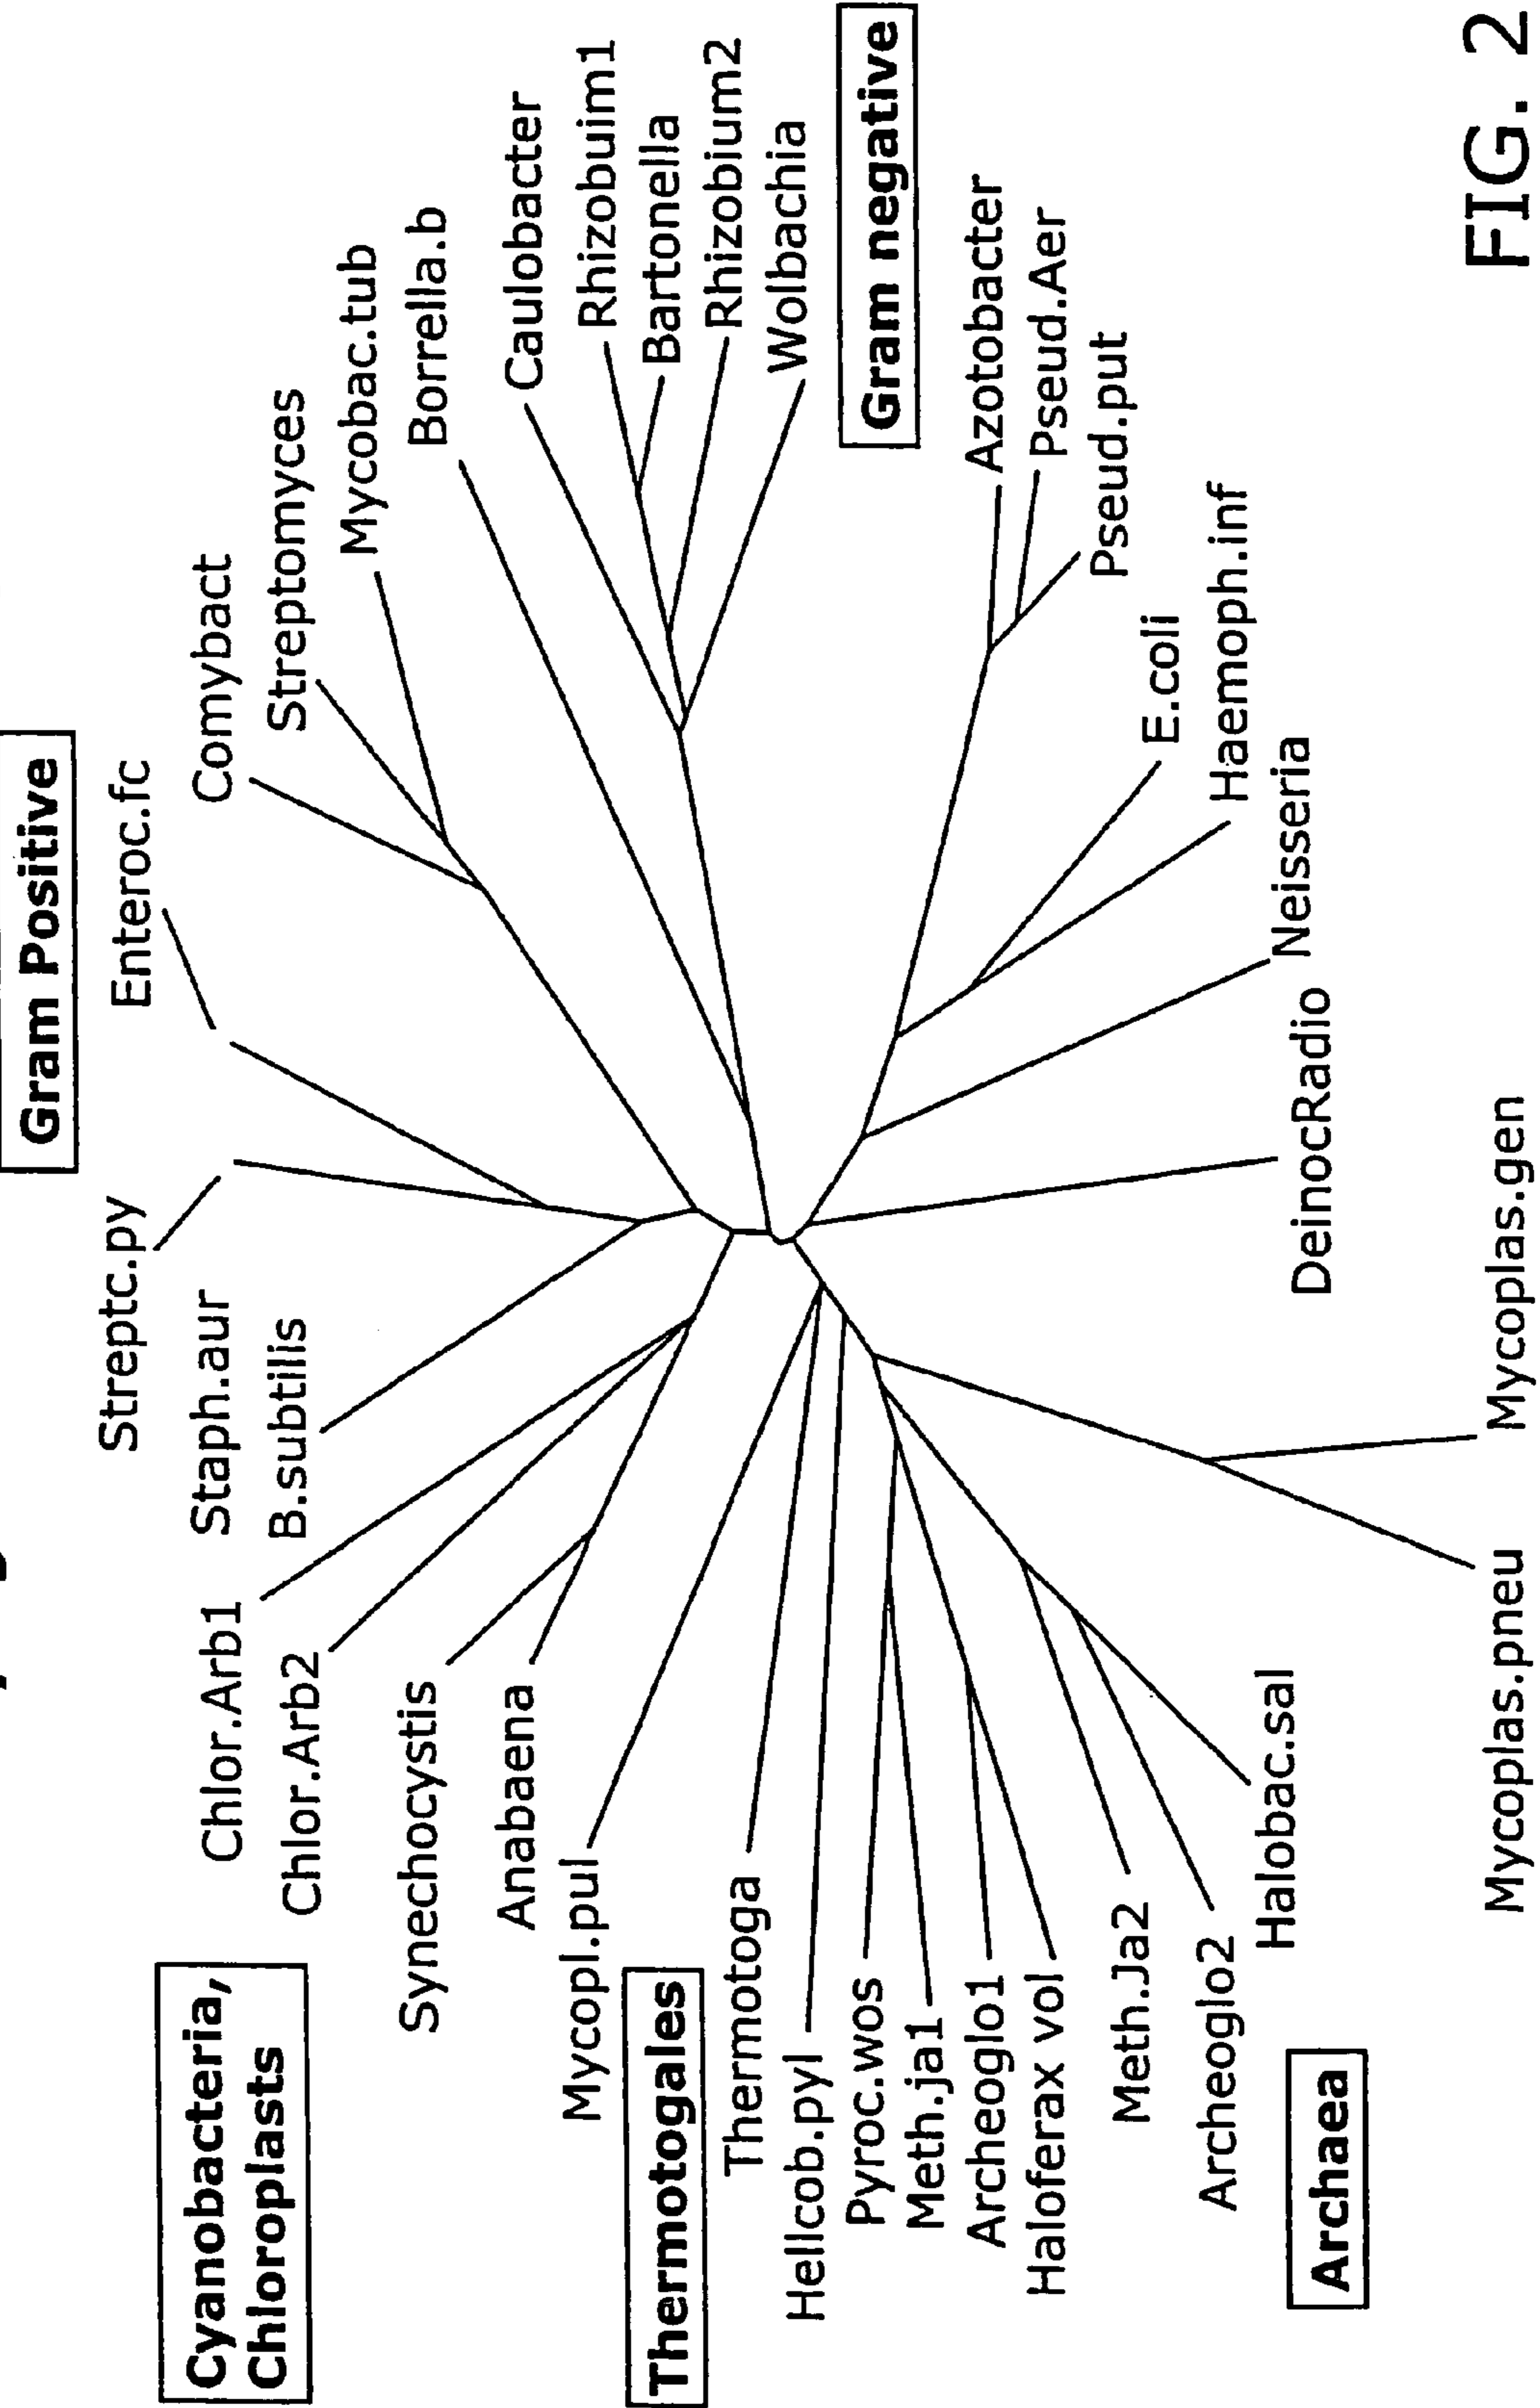 Gram Positive
Enteroc.fc
Comybact
Streptomyces
Mycobac.tub
Borrella.b
Caulobacter
Rhizobuim1
Bartonella
Rhizobium2
Wolbachia
Gram negative
Azotobacter
Pseud.Aer
Pseud.put
E.coli
Haemoph.inf
Neisseria
DeinocRadio
Mycoplas.gen
Mycoplas.pneu
Streptc.py
Staph.aur
B.subtilis
Chlor.Arb1
Chlor.Arb2
Cyanobacteria,
Chloroplasts
Synechocystis
Anabaena
Mycopl.pul
Thermotogales
Thermotoga
Helicob.pyl
Pyroc.wos
Meth.ja1
Archeoglo1
Haloferax vol
Meth.Ja2
Archeoglo2
Halobac.sal
Archaea
FIG. 2